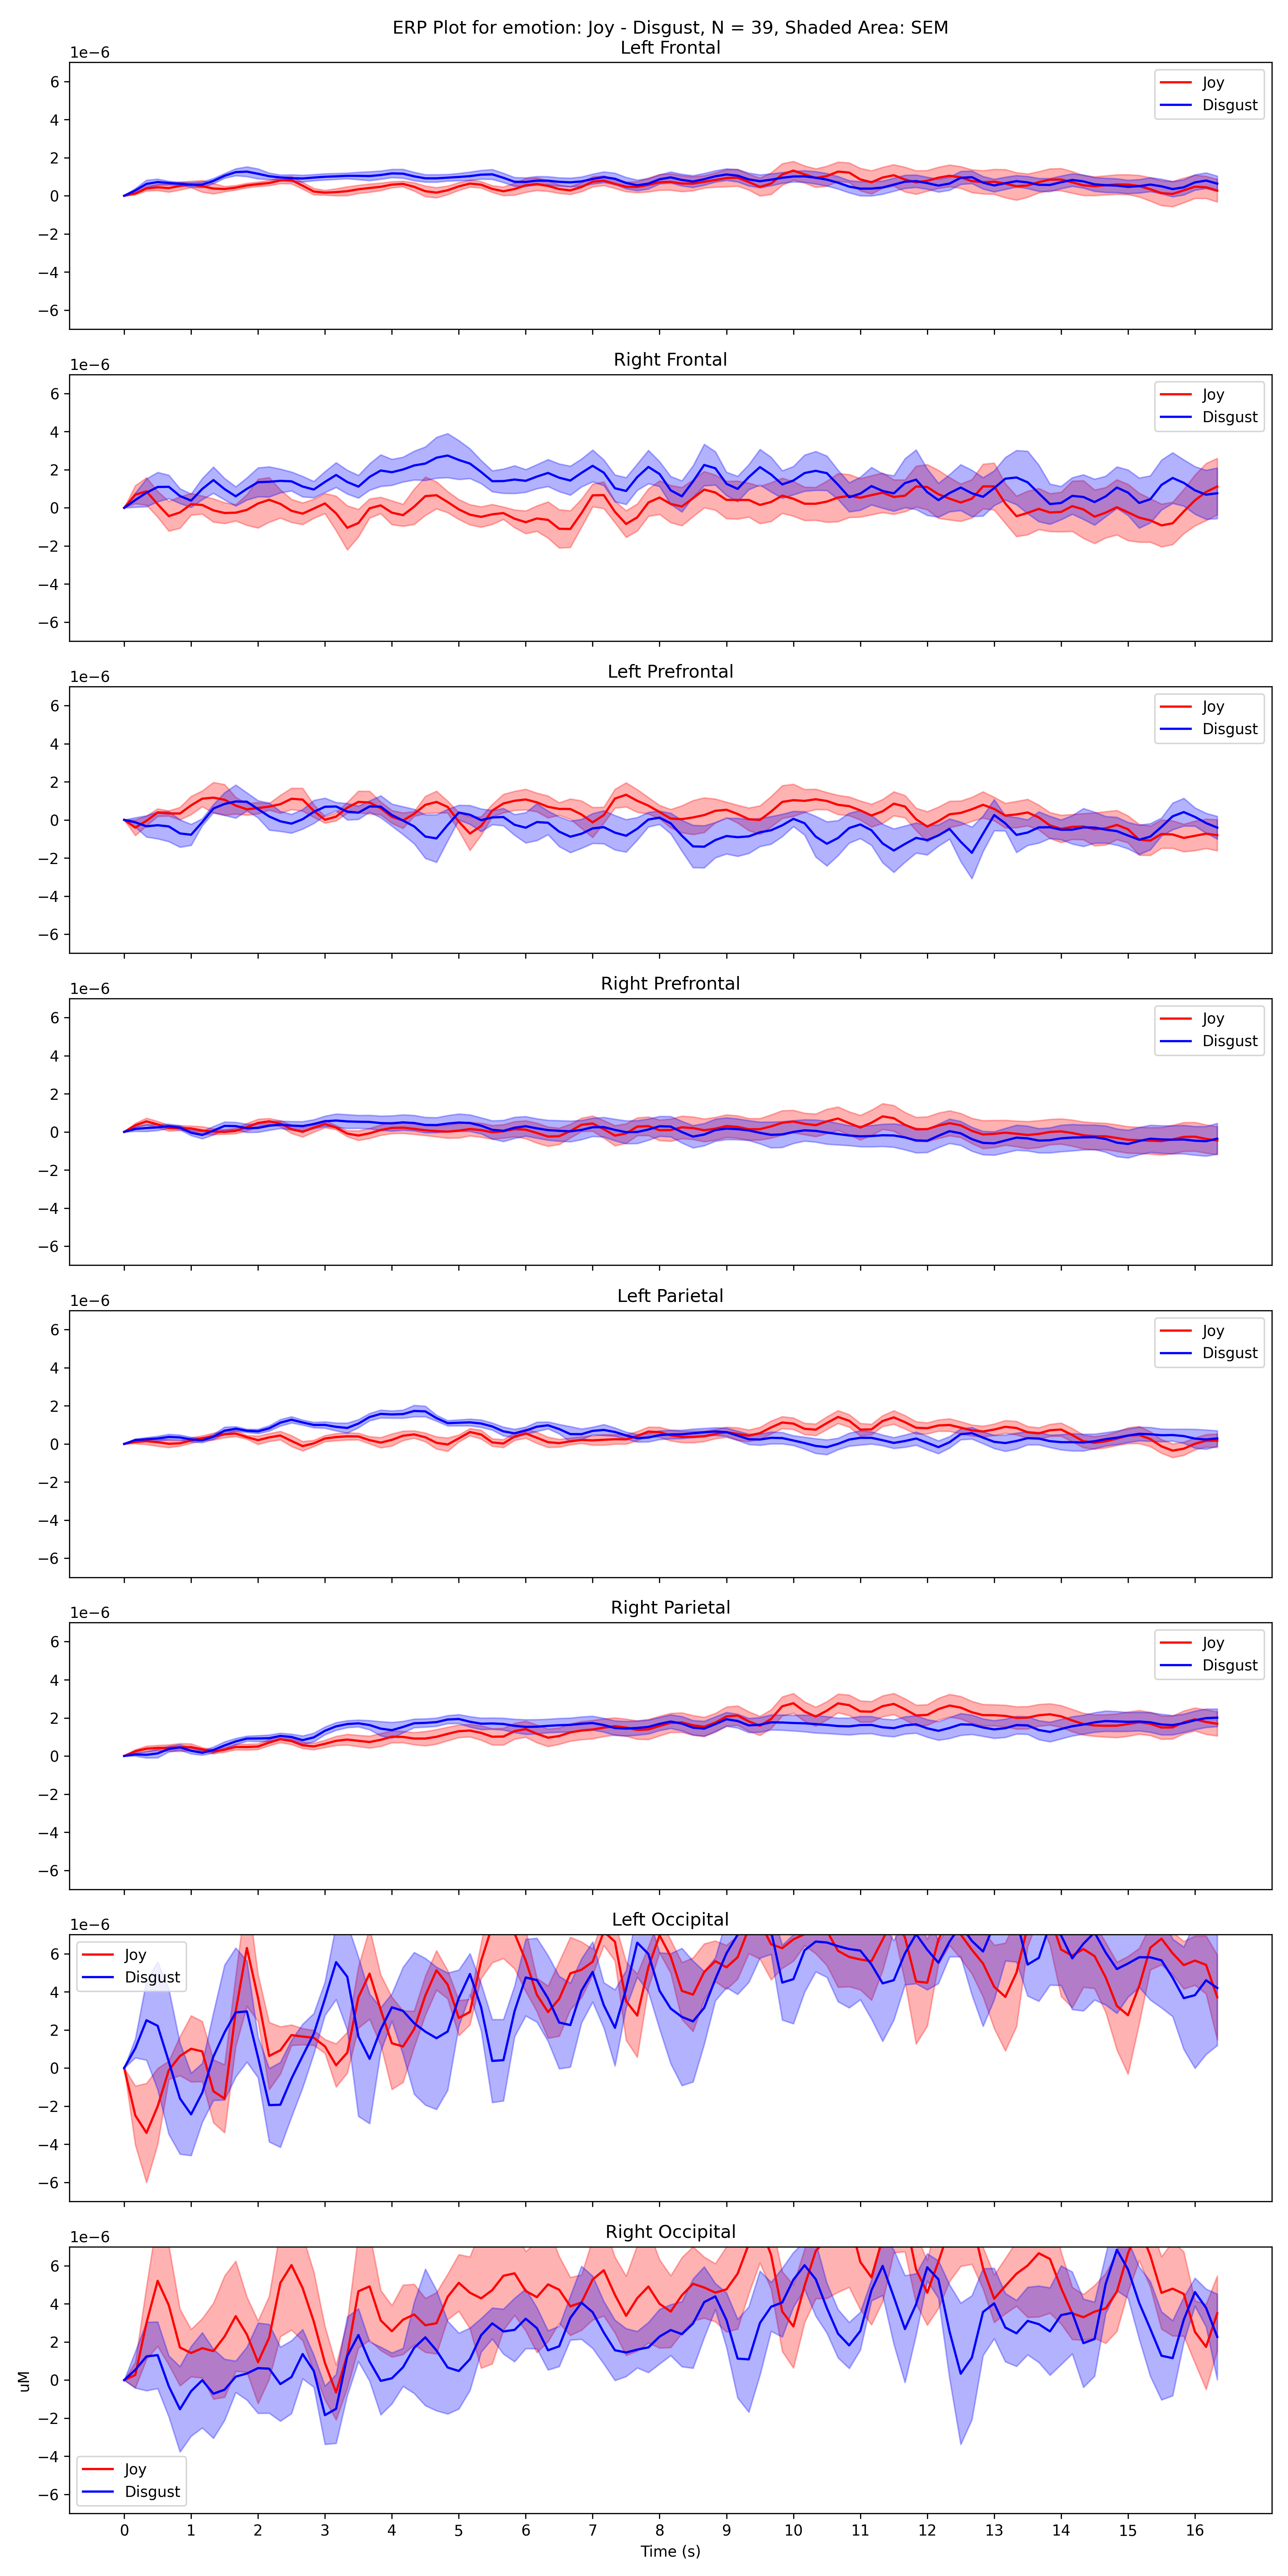 ERP Plot for emotion: Joy - Disgust, N = 39, Shaded Area: SEM
Left Frontal
1e−6
6
4
2
0
−2
−4
−6
Joy
Disgust
Right Frontal
1e−6
6
4
2
0
−2
−4
−6
Joy
Disgust
Left Prefrontal
1e−6
6
4
2
0
−2
−4
−6
Joy
Disgust
Right Prefrontal
1e−6
6
4
2
0
−2
−4
−6
Joy
Disgust
Left Parietal
1e−6
6
4
2
0
−2
−4
−6
Joy
Disgust
Right Parietal
1e−6
6
4
2
0
−2
−4
−6
Joy
Disgust
Left Occipital
1e−6
6
4
2
0
−2
−4
−6
Joy
Disgust
Right Occipital
1e−6
6
4
2
0
−2
−4
−6
uM
Joy
Disgust
0 1 2 3 4 5 6 7 8 9 10 11 12 13 14 15 16
Time (s)